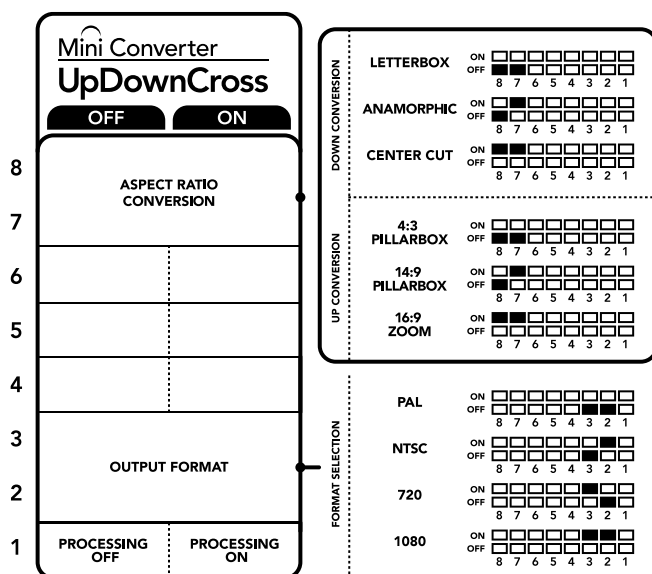 Mini Converter
UpDownCross
OFF ON
8
ASPECT RATIO
CONVERSION
7
6
5
4
3
OUTPUT FORMAT
2
1
PROCESSING
OFF
PROCESSING
ON
DOWN CONVERSION
LETTERBOX
ON
OFF
8 7 6 5 4 3 2 1
ANAMORPHIC
ON
OFF
8 7 6 5 4 3 2 1
CENTER CUT
ON
OFF
8 7 6 5 4 3 2 1
UP CONVERSION
4:3
PILLARBOX
ON
OFF
8 7 6 5 4 3 2 1
14:9
PILLARBOX
ON
OFF
8 7 6 5 4 3 2 1
16:9
ZOOM
ON
OFF
8 7 6 5 4 3 2 1
FORMAT SELECTION
PAL
ON
OFF
8 7 6 5 4 3 2 1
NTSC
ON
OFF
8 7 6 5 4 3 2 1
720
ON
OFF
8 7 6 5 4 3 2 1
1080
ON
OFF
8 7 6 5 4 3 2 1